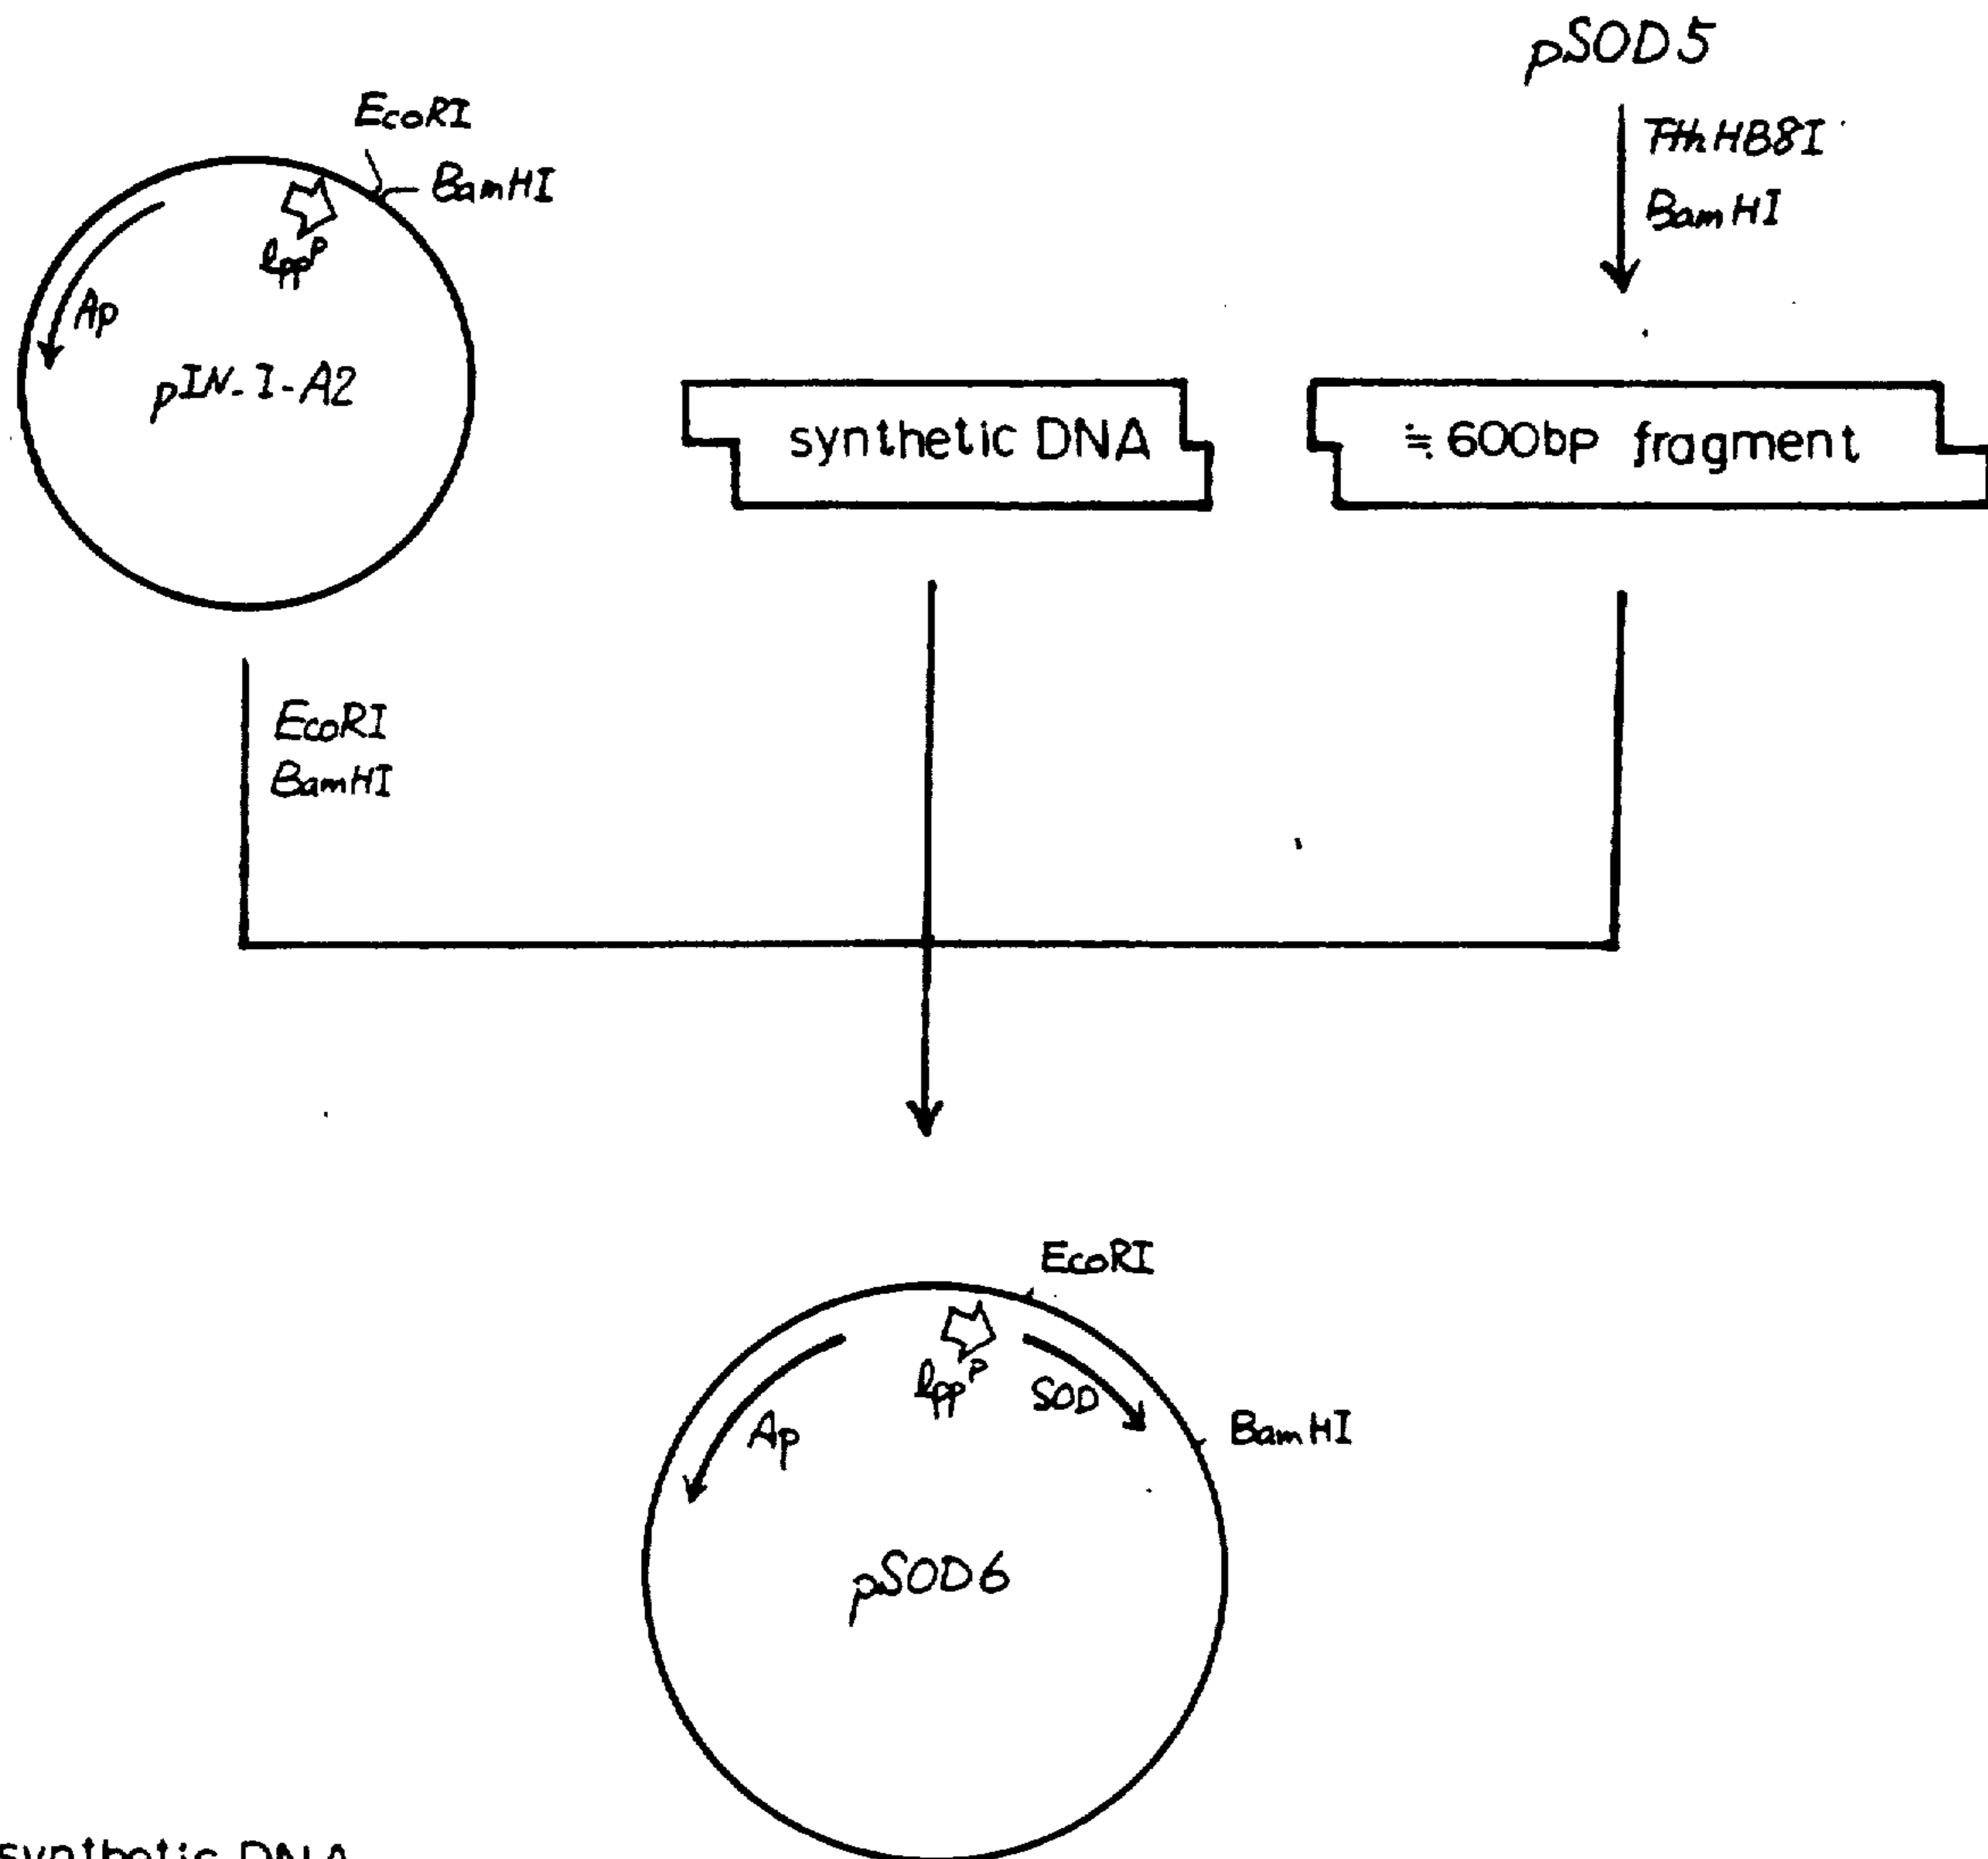 pSOD5
TthHB8I
BamHI
EcoRI
BamHI
lppP
Ap
pIN-I-A2
synthetic DNA
≒600bp fragment
EcoRI
BamHI
EcoRI
lppP
SOD
BamHI
Ap
pSOD6
synthetic DNA